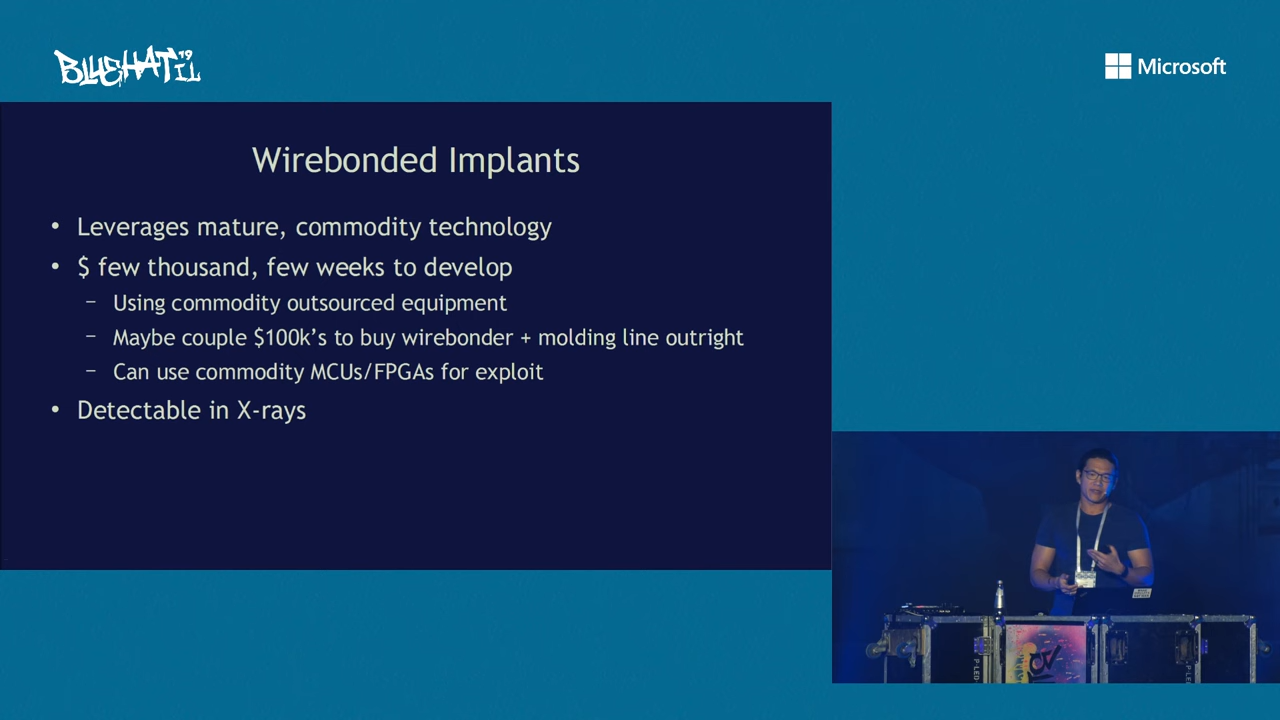 BLUEHAT IL '19
Microsoft
Wirebonded Implants
• Leverages mature, commodity technology
• $ few thousand, few weeks to develop
– Using commodity outsourced equipment
– Maybe couple $100k's to buy wirebonder + molding line outright
– Can use commodity MCUs/FPGAs for exploit
• Detectable in X-rays
P-LED